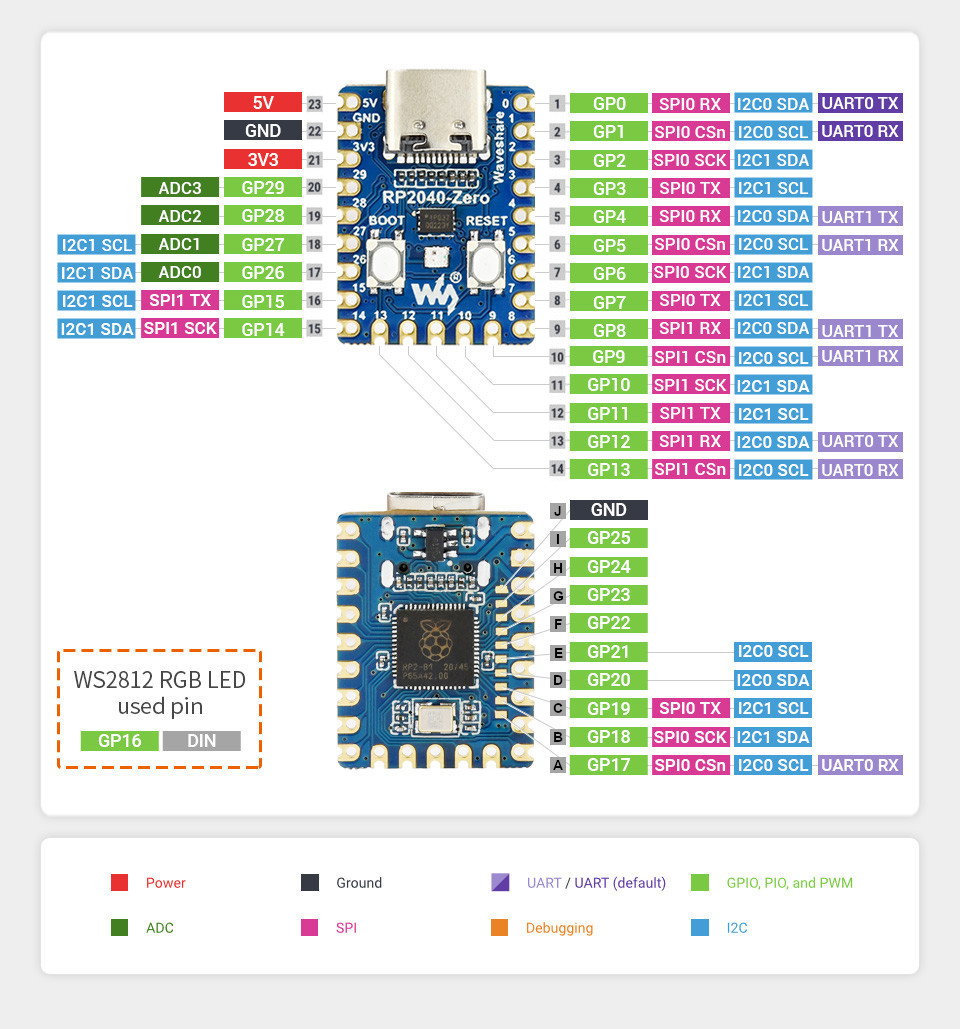 5V 23 1 GP0 SPI0 RX I2C0 SDA UART0 TX
GND 22 2 GP1 SPI0 CSn I2C0 SCL UART0 RX
3V3 21 3 GP2 SPI0 SCK I2C1 SDA
ADC3 GP29 20 4 GP3 SPI0 TX I2C1 SCL
ADC2 GP28 19 5 GP4 SPI0 RX I2C0 SDA UART1 TX
I2C1 SCL ADC1 GP27 18 6 GP5 SPI0 CSn I2C0 SCL UART1 RX
I2C1 SDA ADC0 GP26 17 7 GP6 SPI0 SCK I2C1 SDA
I2C1 SCL SPI1 TX GP15 16 8 GP7 SPI0 TX I2C1 SCL
I2C1 SDA SPI1 SCK GP14 15 9 GP8 SPI1 RX I2C0 SDA UART1 TX
10 GP9 SPI1 CSn I2C0 SCL UART1 RX
11 GP10 SPI1 SCK I2C1 SDA
12 GP11 SPI1 TX I2C1 SCL
13 GP12 SPI1 RX I2C0 SDA UART0 TX
14 GP13 SPI1 CSn I2C0 SCL UART0 RX
5V 0
GND 1
3V3 2
Waveshare
29 3
RP2040-Zero
28 4
BOOT RESET
27 5
26 6
®
15 7
14 13 12 11 10 9 8
J GND
I GP25
H GP24
G GP23
F GP22
E GP21 I2C0 SCL
D GP20 I2C0 SDA
C GP19 SPI0 TX I2C1 SCL
B GP18 SPI0 SCK I2C1 SDA
A GP17 SPI0 CSn I2C0 SCL UART0 RX
RP2-B1 20/45
P65A42.00
WS2812 RGB LED
used pin
GP16 DIN
Power Ground UART / UART (default) GPIO, PIO, and PWM
ADC SPI Debugging I2C